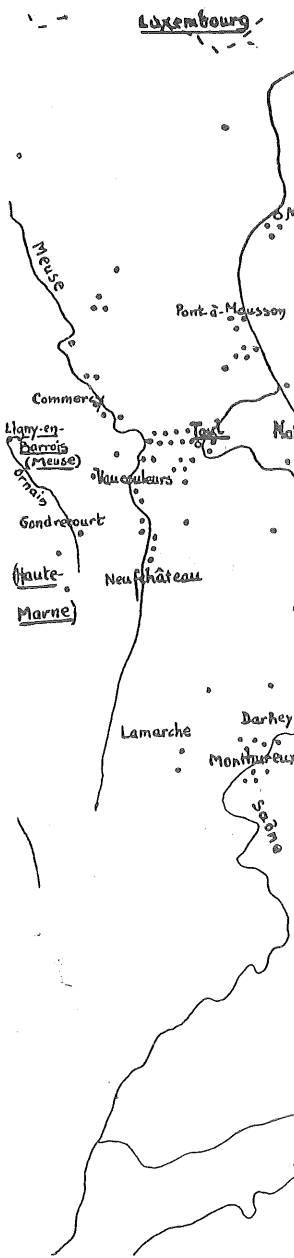 Luxembourg
M
Meuse
Pont-à-Mousson
Commercy
Toul
Ligny-en-
Barrois
(Meuse)
Ornain
Vaucouleurs
Gondrecourt
(Haute-
Marne)
Neufchâteau
Lamarche
Darney
Monthureux
Saône